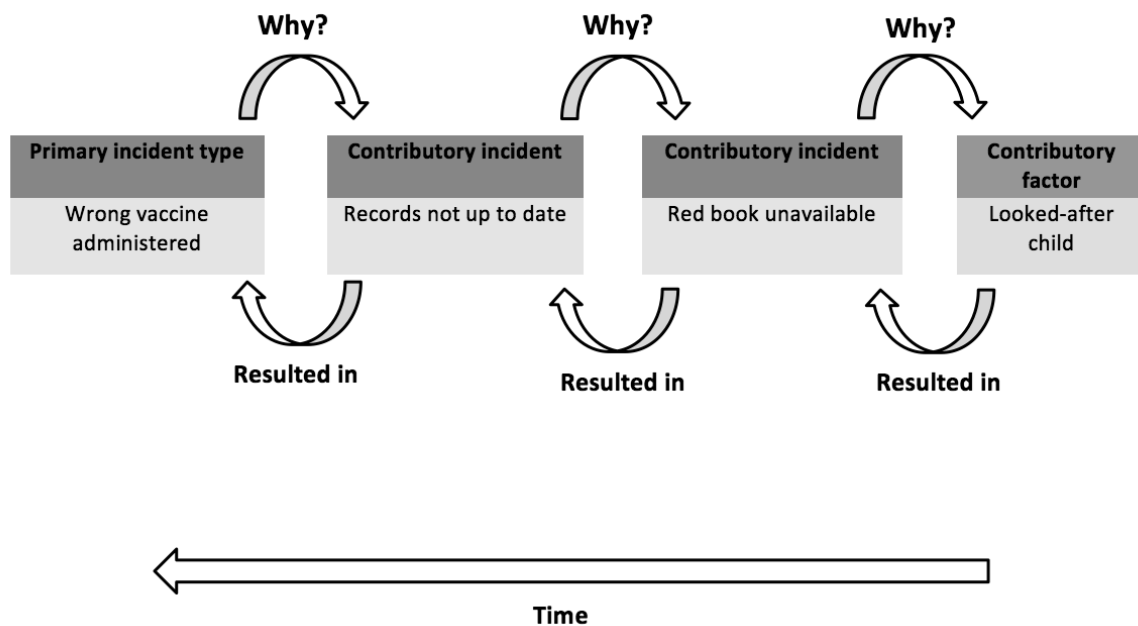 Why?
Why?
Why?
Primary incident type
Wrong vaccine
administered
Contributory incident
Records not up to date
Contributory incident
Red book unavailable
Contributory
factor
Looked-after
child
Resulted in
Resulted in
Resulted in
Time